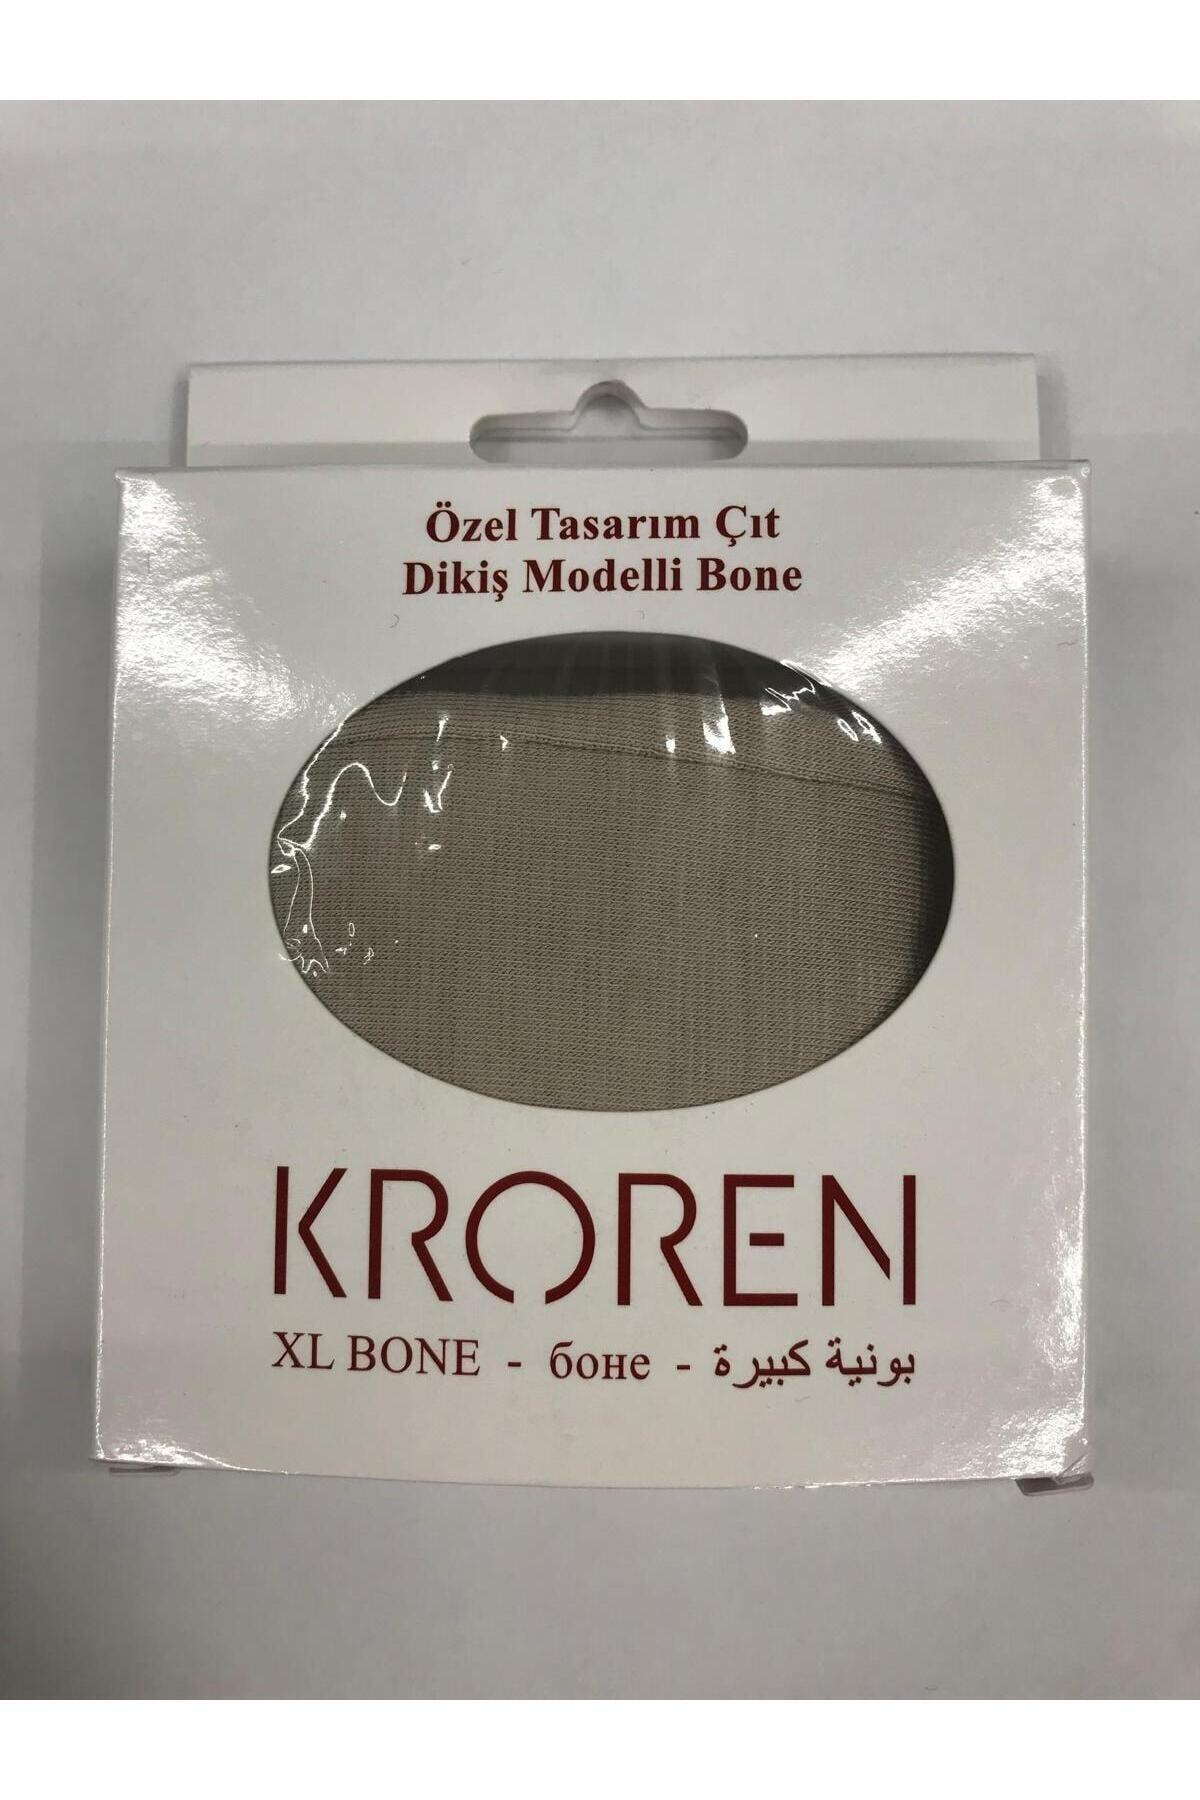 Özel Tasarım Çıt
Dikiş Modelli Bone
KROREN
XL BONE - боне - بونية كبيرة